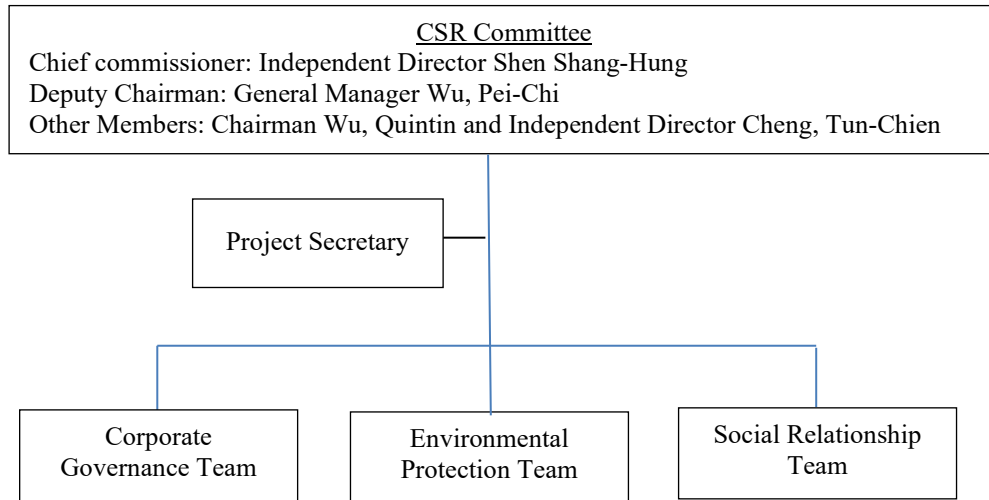 CSR Committee
Chief commissioner: Independent Director Shen Shang-Hung
Deputy Chairman: General Manager Wu, Pei-Chi
Other Members: Chairman Wu, Quintin and Independent Director Cheng, Tun-Chien
Project Secretary
Corporate
Governance Team
Environmental
Protection Team
Social Relationship
Team